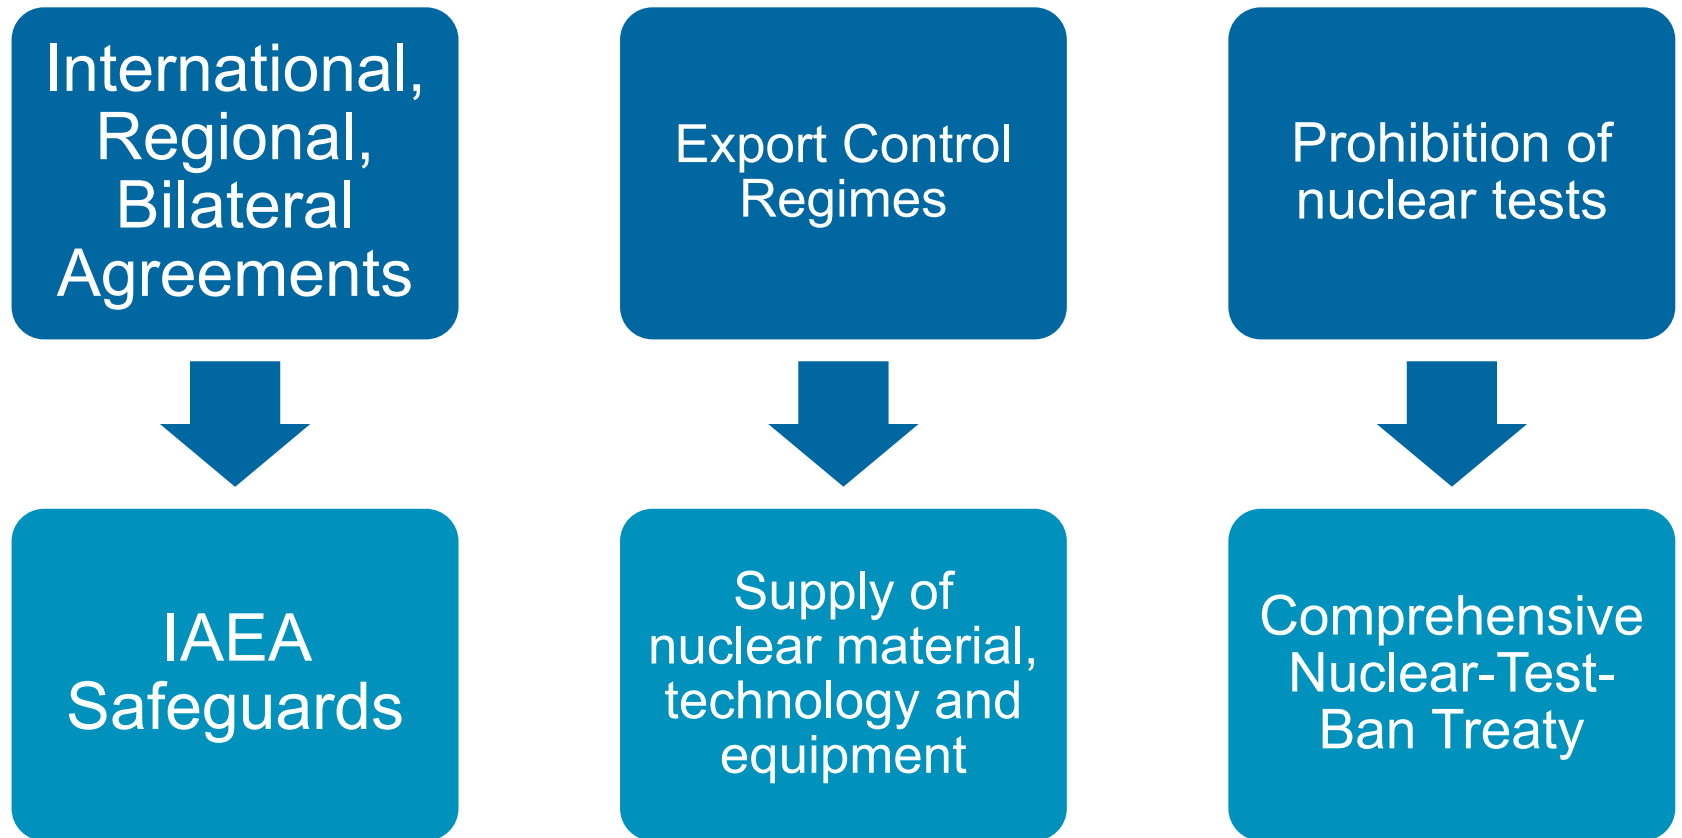 International,
Regional,
Bilateral
Agreements
Export Control
Regimes
Prohibition of
nuclear tests
IAEA
Safeguards
Supply of
nuclear material,
technology and
equipment
Comprehensive
Nuclear-Test-
Ban Treaty